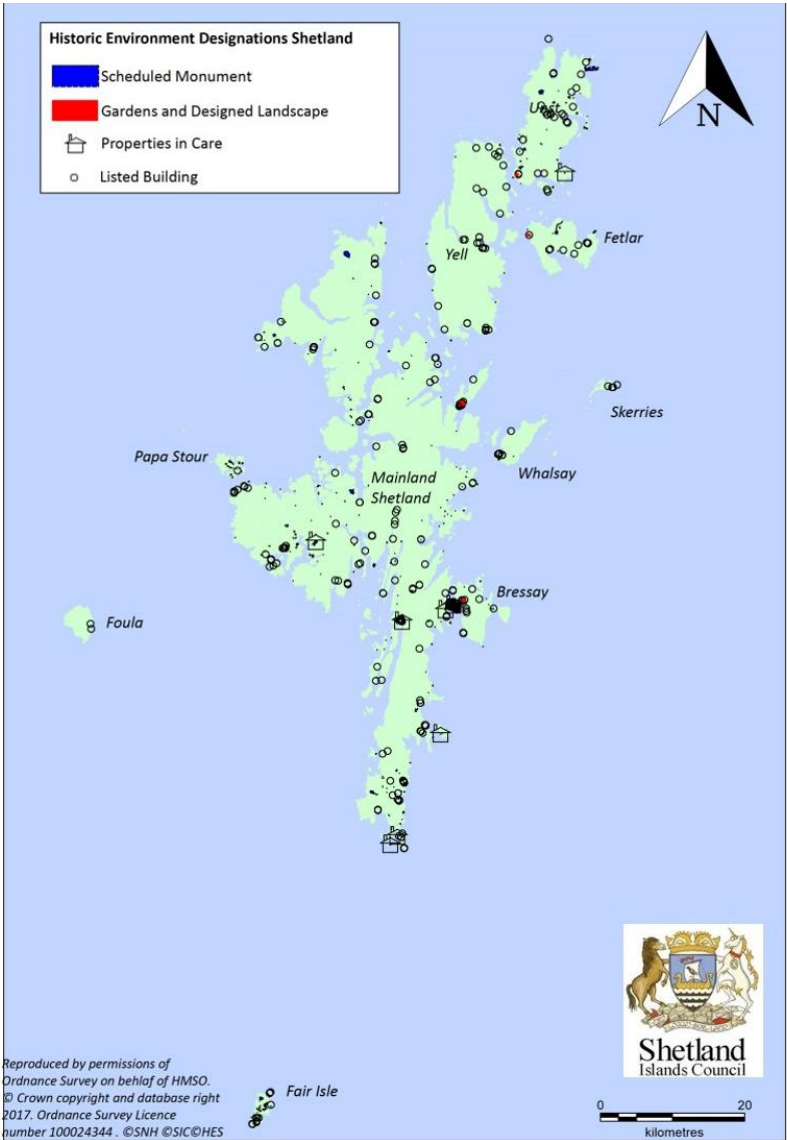 Historic Environment Designations Shetland
Scheduled Monument
Gardens and Designed Landscape
Properties in Care
Listed Building
N
Unst
Fetlar
Yell
Skerries
Papa Stour
Whalsay
Mainland
Shetland
Bressay
Foula
Fair Isle
Shetland
Islands Council
Reproduced by permissions of
Ordnance Survey on behlaf of HMSO.
© Crown copyright and database right
2017. Ordnance Survey Licence
number 100024344 . ©SNH ©SIC©HES
0 20
kilometres